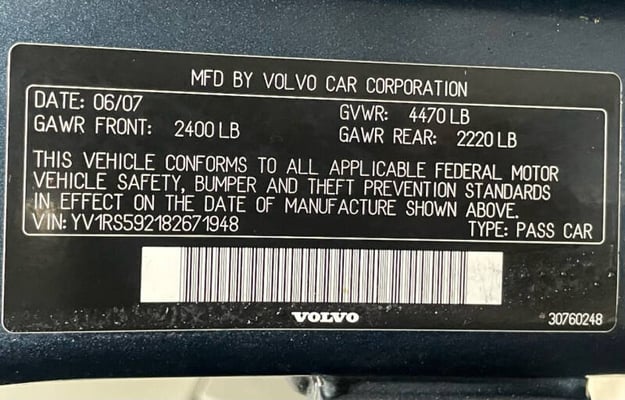 MFD BY VOLVO CAR CORPORATION
DATE: 06/07 GVWR: 4470 LB
GAWR FRONT: 2400 LB GAWR REAR: 2220 LB
THIS VEHICLE CONFORMS TO ALL APPLICABLE FEDERAL MOTOR
VEHICLE SAFETY, BUMPER AND THEFT PREVENTION STANDARDS
IN EFFECT ON THE DATE OF MANUFACTURE SHOWN ABOVE.
VIN: YV1RS592182671948 TYPE: PASS CAR
VOLVO 30760248